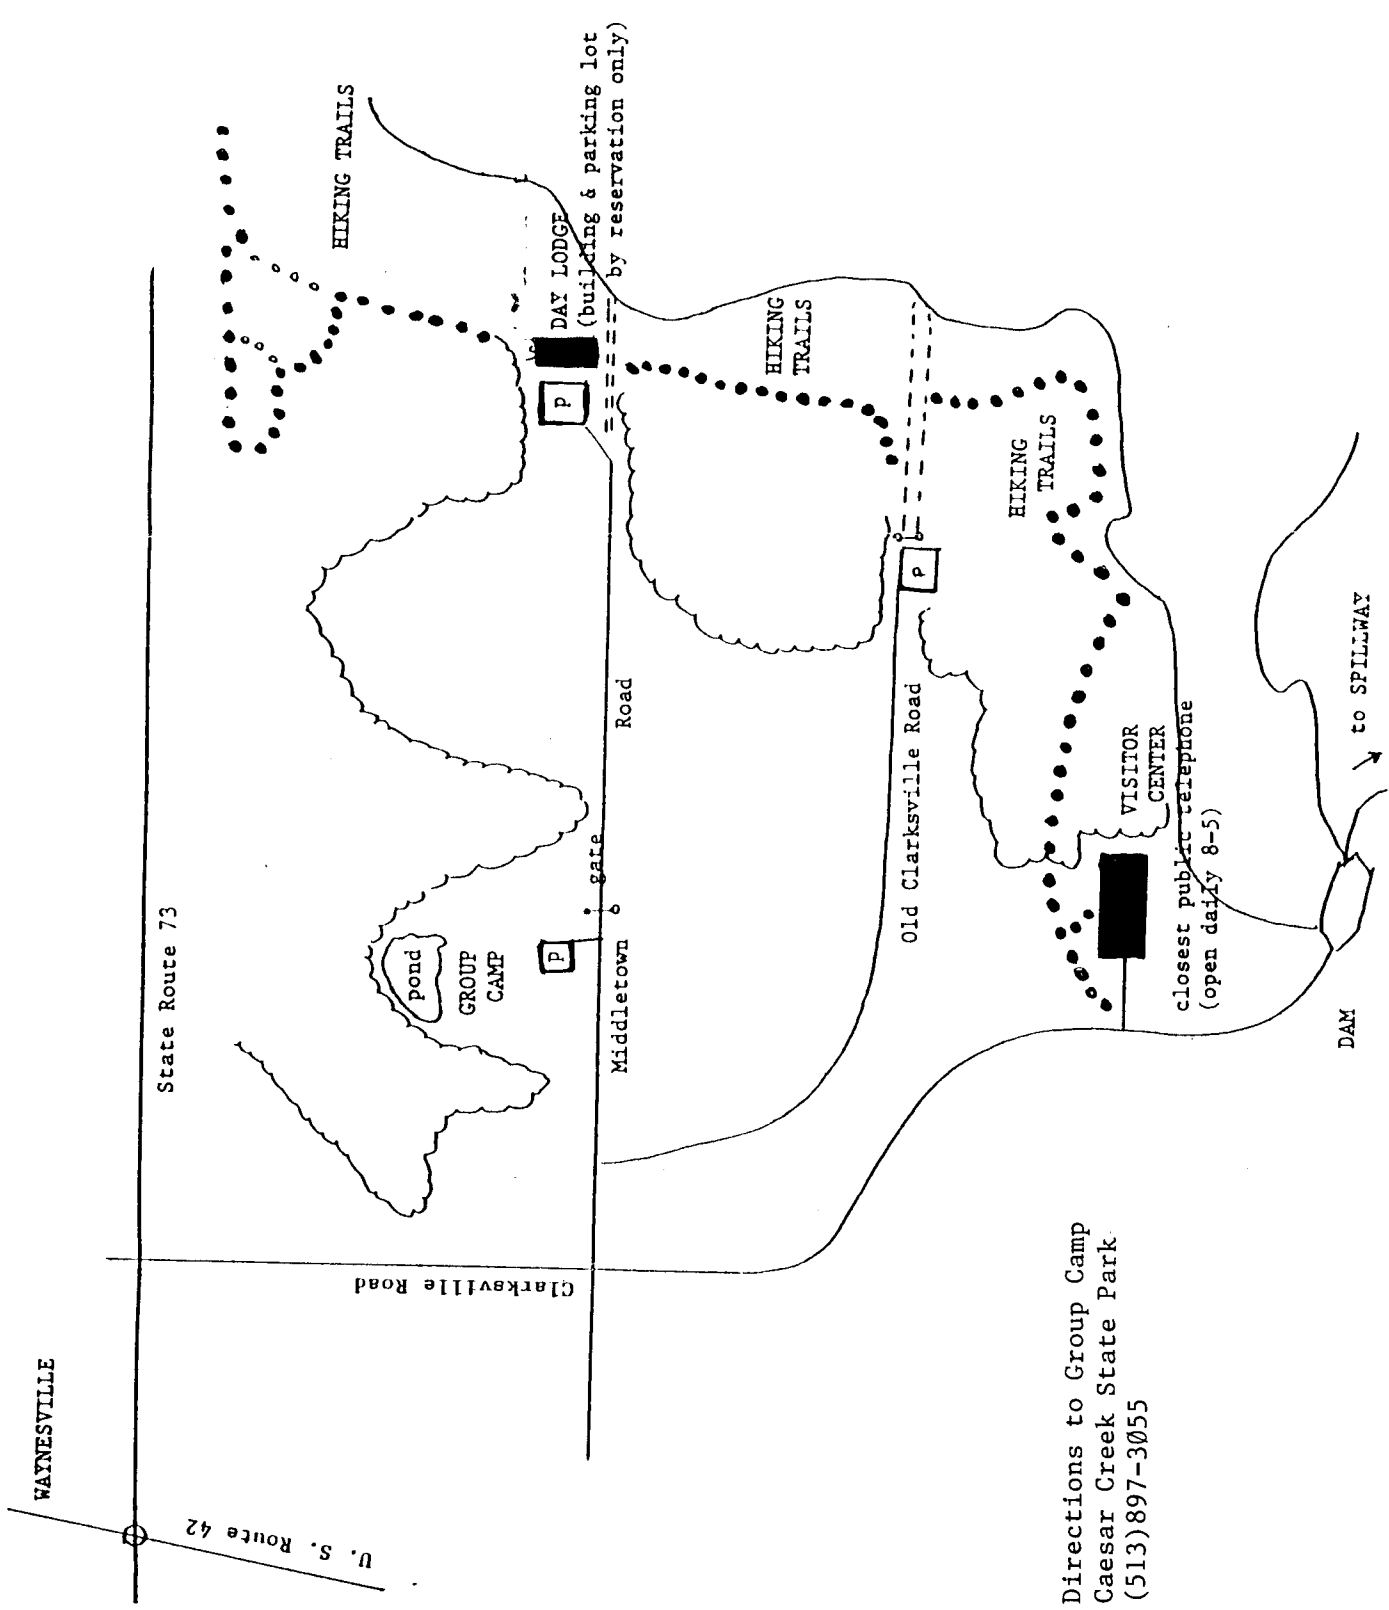 WAYNESVILLE
U. S. Route 42
State Route 73
Clarksville Road
HIKING TRAILS
pond
GROUP
CAMP
P
gate
Middletown Road
P
DAY LODGE
(building & parking lot
by reservation only)
HIKING
TRAILS
Old Clarksville Road
P
HIKING
TRAILS
VISITOR
CENTER
closest public telephone
(open daily 8-5)
DAM
to SPILLWAY
Directions to Group Camp
Caesar Creek State Park
(513)897-3055